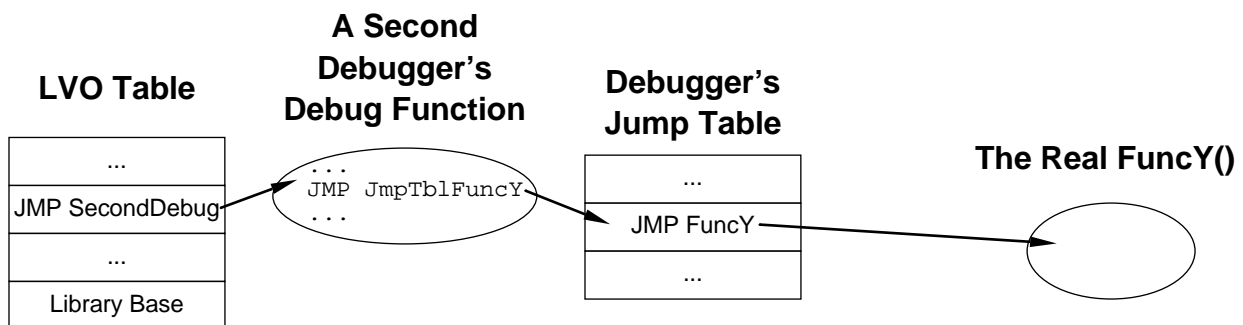 LVO Table
...
JMP SecondDebug
...
Library Base
A Second
Debugger's
Debug Function
...
JMP JmpTblFuncY
...
Debugger's
Jump Table
...
JMP FuncY
...
The Real FuncY()